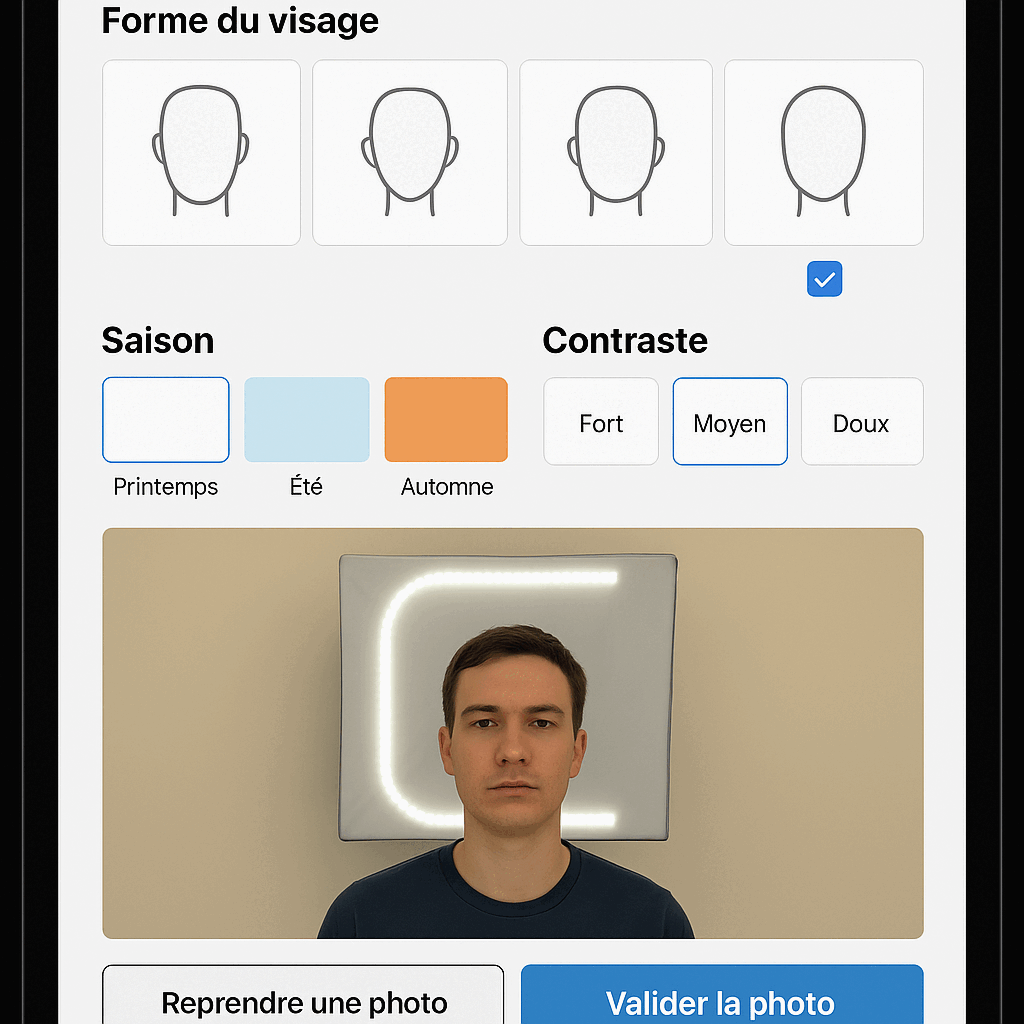 Forme du visage
Saison
Contraste
Fort
Moyen
Doux
Printemps
Été
Automne
Reprendre une photo
Valider la photo